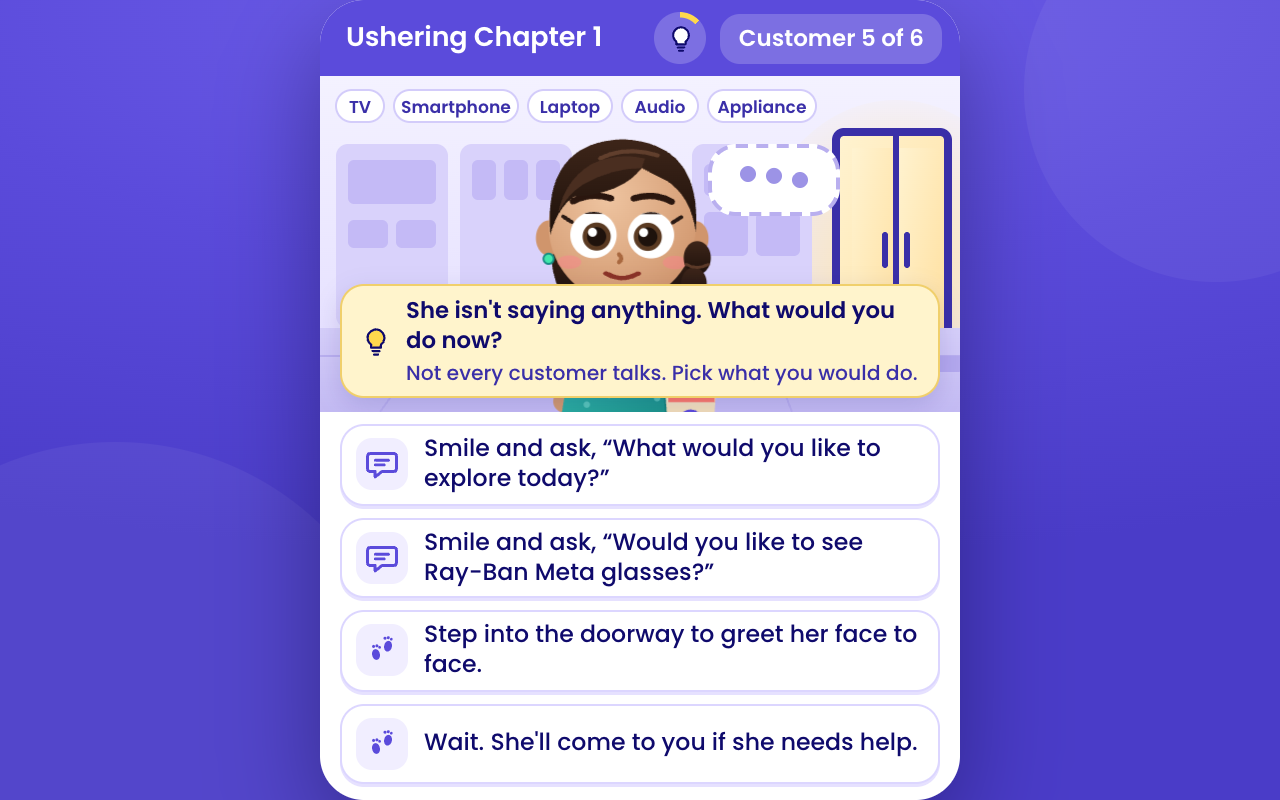 Ushering Chapter 1
Customer 5 of 6
TV
Smartphone
Laptop
Audio
Appliance
She isn't saying anything. What would you
do now?
Not every customer talks. Pick what you would do.
Smile and ask, “What would you like to
explore today?”
Smile and ask, “Would you like to see
Ray-Ban Meta glasses?”
Step into the doorway to greet her face to
face.
Wait. She'll come to you if she needs help.